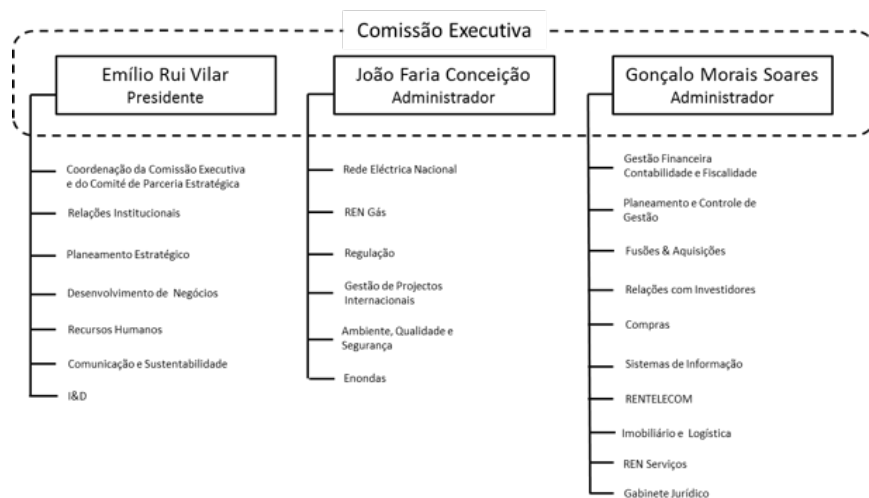 Comissão Executiva
Emílio Rui Vilar
Presidente
Coordenação da Comissão Executiva
e do Comité de Parceria Estratégica
Relações Institucionais
Planeamento Estratégico
Desenvolvimento de Negócios
Recursos Humanos
Comunicação e Sustentabilidade
I&D
João Faria Conceição
Administrador
Rede Eléctrica Nacional
REN Gás
Regulação
Gestão de Projectos
Internacionais
Ambiente, Qualidade e
Segurança
Enondas
Gonçalo Morais Soares
Administrador
Gestão Financeira
Contabilidade e Fiscalidade
Planeamento e Controle de
Gestão
Fusões & Aquisições
Relações com Investidores
Compras
Sistemas de Informação
RENTELECOM
Imobiliário e Logística
REN Serviços
Gabinete Jurídico